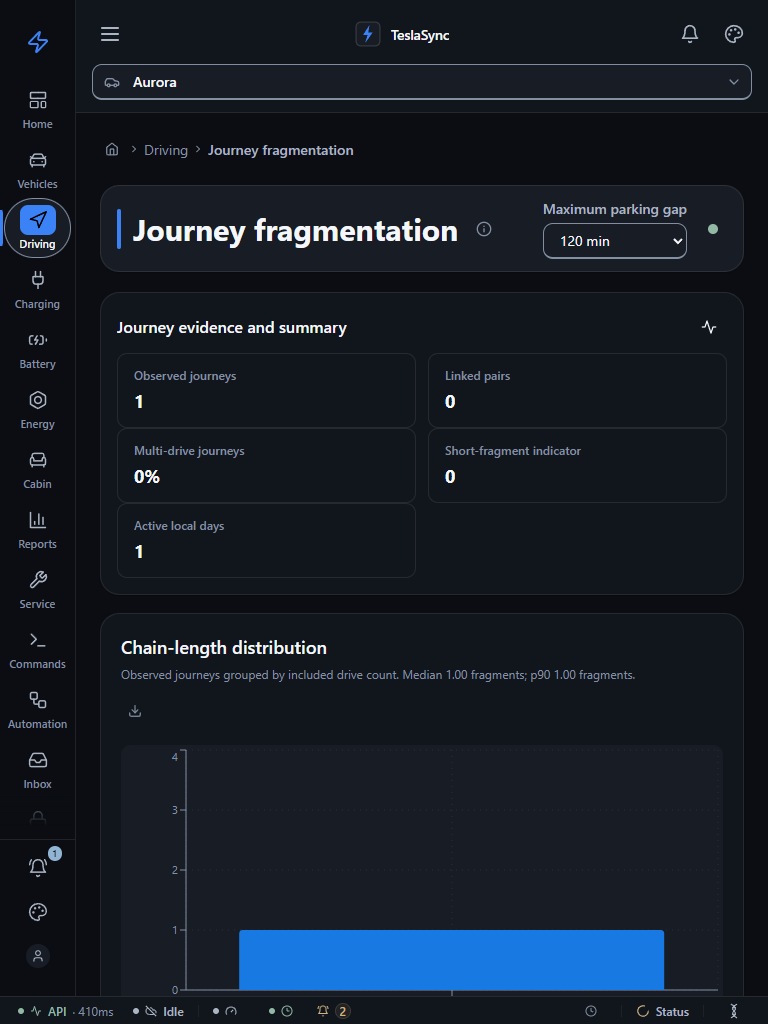 TeslaSync
Aurora
Home
Vehicles
Driving
Charging
Battery
Energy
Cabin
Reports
Service
Commands
Automation
Inbox
1
Driving
Journey fragmentation
Journey fragmentation
Maximum parking gap
120 min
Journey evidence and summary
Observed journeys
1
Linked pairs
0
Multi-drive journeys
0%
Short-fragment indicator
0
Active local days
1
Chain-length distribution
Observed journeys grouped by included drive count. Median 1.00 fragments; p90 1.00 fragments.
4
3
2
1
0
API · 410ms
Idle
2
Status